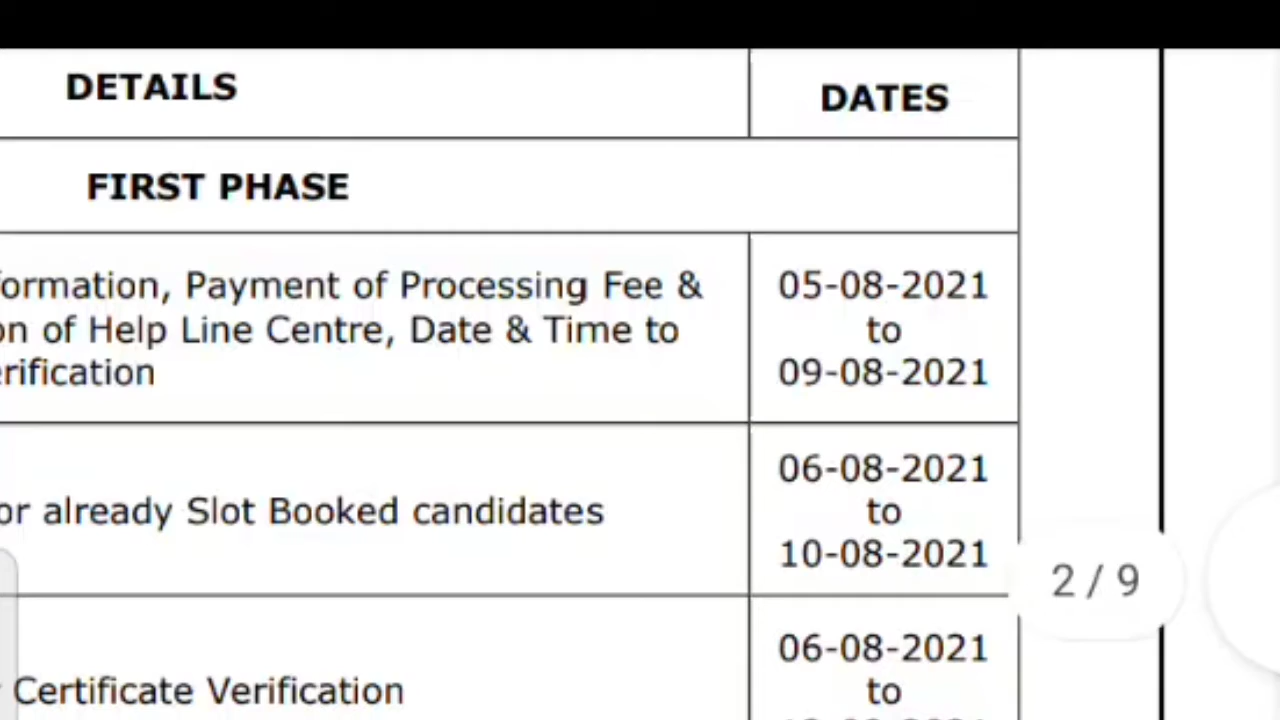 DETAILS
DATES
FIRST PHASE
formation, Payment of Processing Fee &
on of Help Line Centre, Date & Time to
erification
05-08-2021
to
09-08-2021
or already Slot Booked candidates
06-08-2021
to
10-08-2021
2 / 9
Certificate Verification
06-08-2021
to